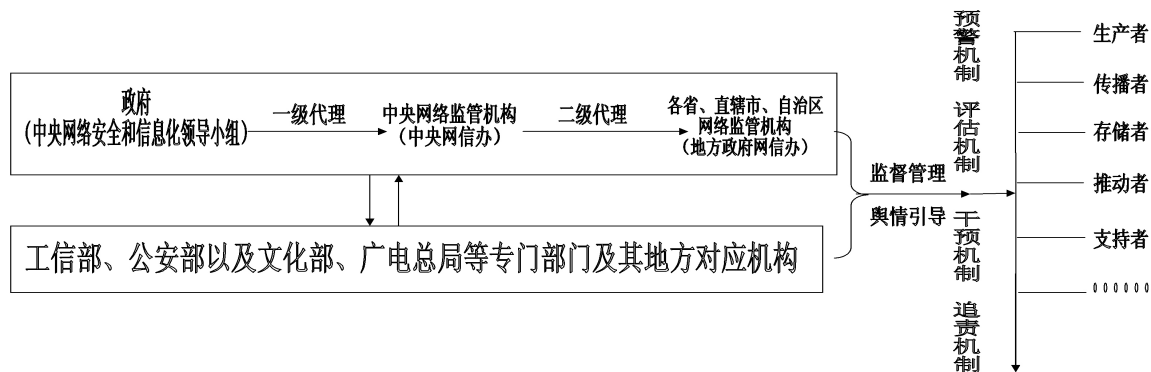 政府
（中央网络安全和信息化领导小组）
一级代理
中央网络监管机构
（中央网信办）
二级代理
各省、直辖市、自治区
网络监管机构
（地方政府网信办）
工信部、公安部以及文化部、广电总局等专门部门及其地方对应机构
监督管理
舆情引导
预警机制
评估机制
干预机制
追责机制
生产者
传播者
存储者
推动者
支持者
。。。。。。